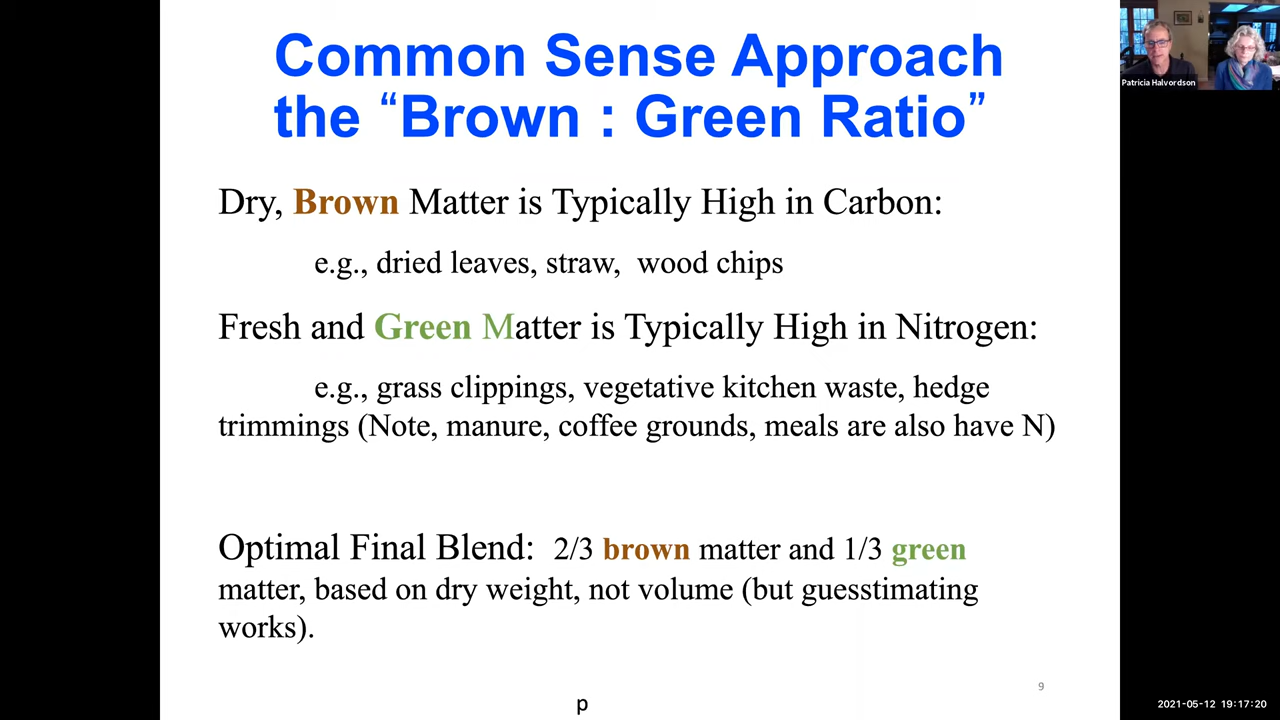 Common Sense Approach
the “Brown : Green Ratio”
Dry, Brown Matter is Typically High in Carbon:
e.g., dried leaves, straw,  wood chips
Fresh and Green Matter is Typically High in Nitrogen:
e.g., grass clippings, vegetative kitchen waste, hedge
trimmings (Note, manure, coffee grounds, meals are also have N)
Optimal Final Blend:  2/3 brown matter and 1/3 green
matter, based on dry weight, not volume (but guesstimating
works).
9
p
Patricia Halvordson
2021-05-12 19:17:20